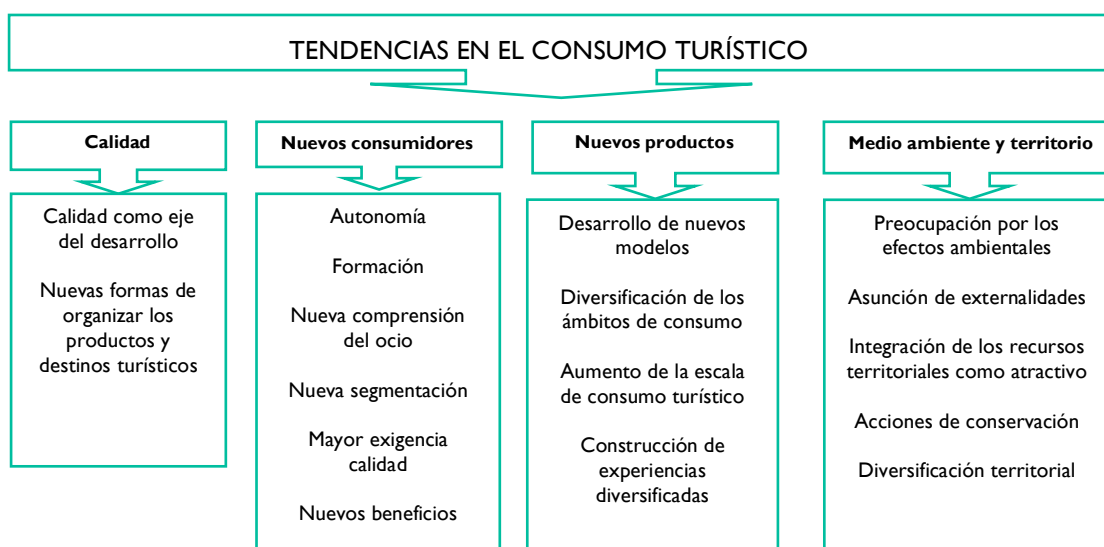 TENDENCIAS EN EL CONSUMO TURÍSTICO
Calidad
Calidad como eje
del desarrollo
Nuevas formas de
organizar los
productos y
destinos turísticos
Nuevos consumidores
Autonomía
Formación
Nueva comprensión
del ocio
Nueva segmentación
Mayor exigencia
calidad
Nuevos beneficios
Nuevos productos
Desarrollo de nuevos
modelos
Diversificación de los
ámbitos de consumo
Aumento de la escala
de consumo turístico
Construcción de
experiencias
diversificadas
Medio ambiente y territorio
Preocupación por los
efectos ambientales
Asunción de externalidades
Integración de los recursos
territoriales como atractivo
Acciones de conservación
Diversificación territorial